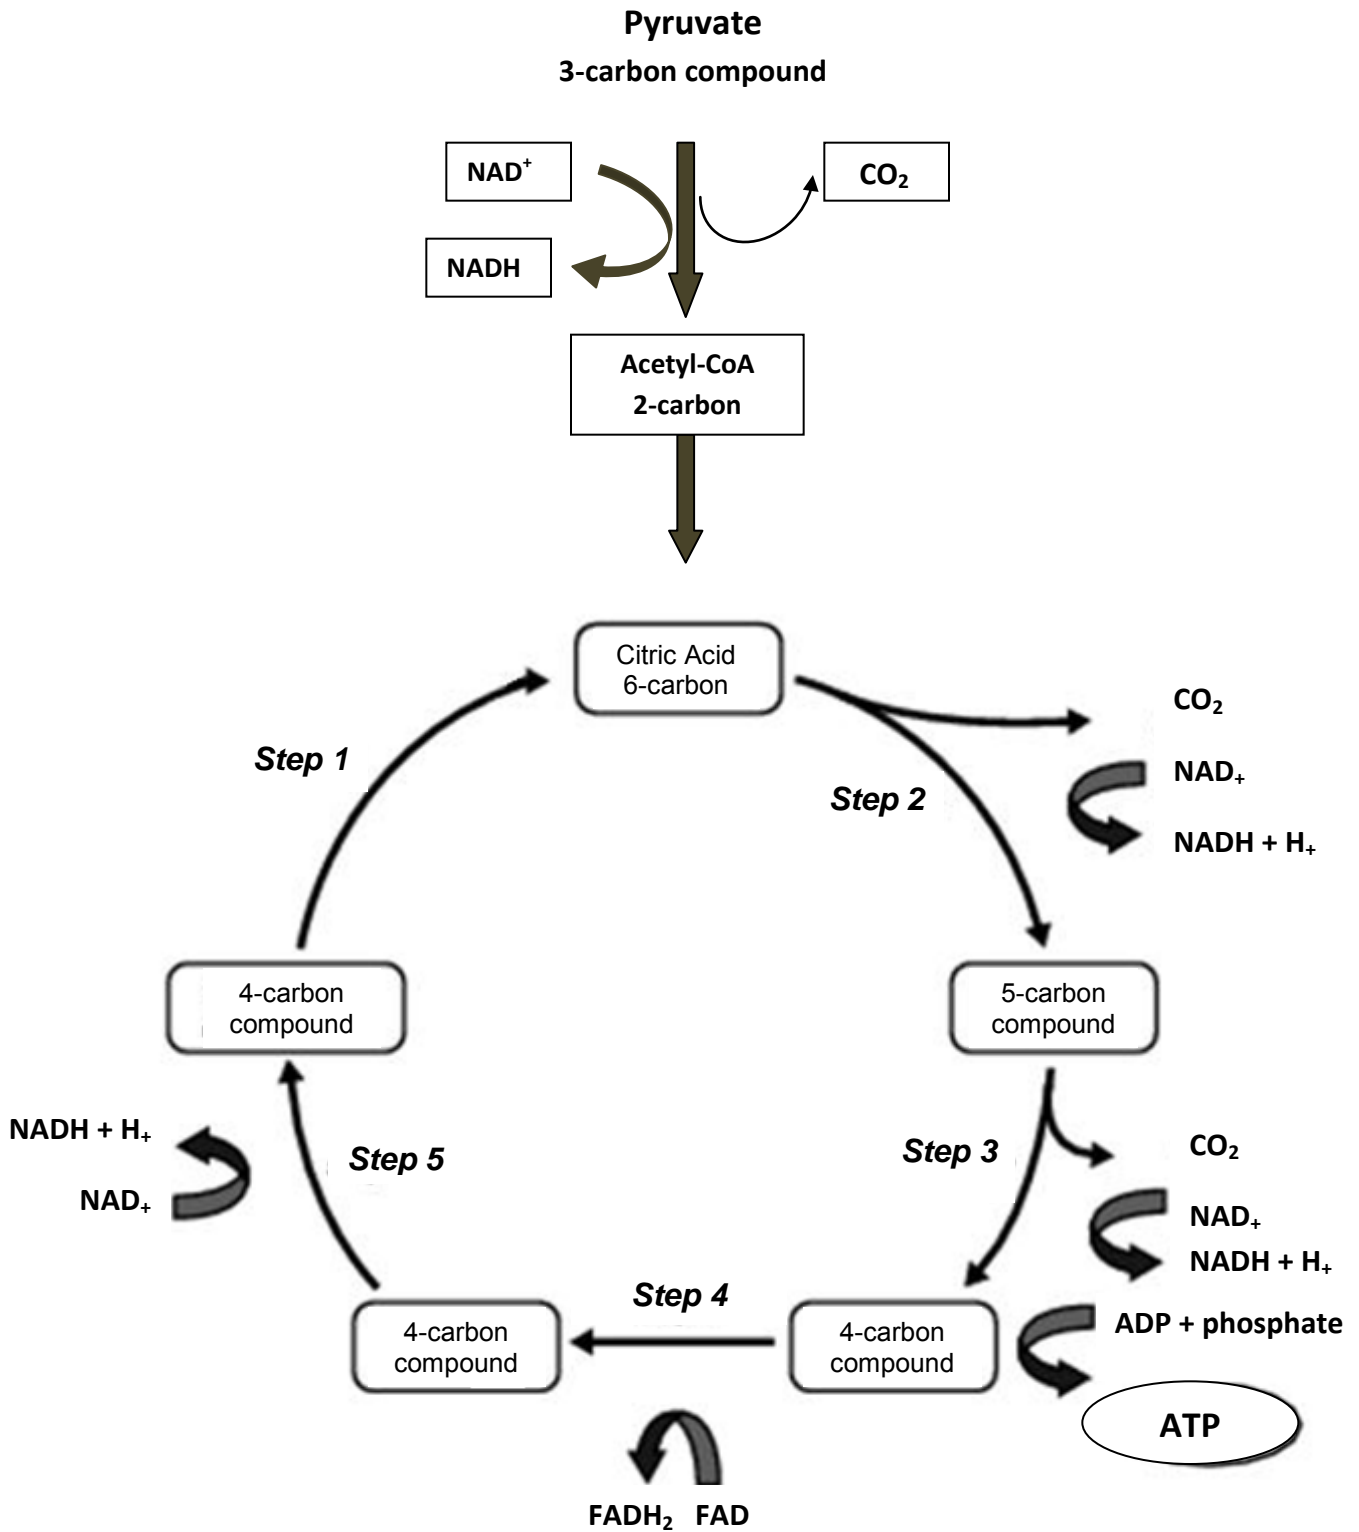 Pyruvate
3-carbon compound
NAD⁺
CO₂
NADH
Acetyl-CoA
2-carbon
Citric Acid
6-carbon
CO₂
Step 1
NAD₊
Step 2
NADH + H₊
4-carbon
compound
5-carbon
compound
NADH + H₊
Step 5
NAD₊
Step 3
CO₂
NAD₊
NADH + H₊
Step 4
ADP + phosphate
4-carbon
compound
4-carbon
compound
ATP
FADH₂ FAD